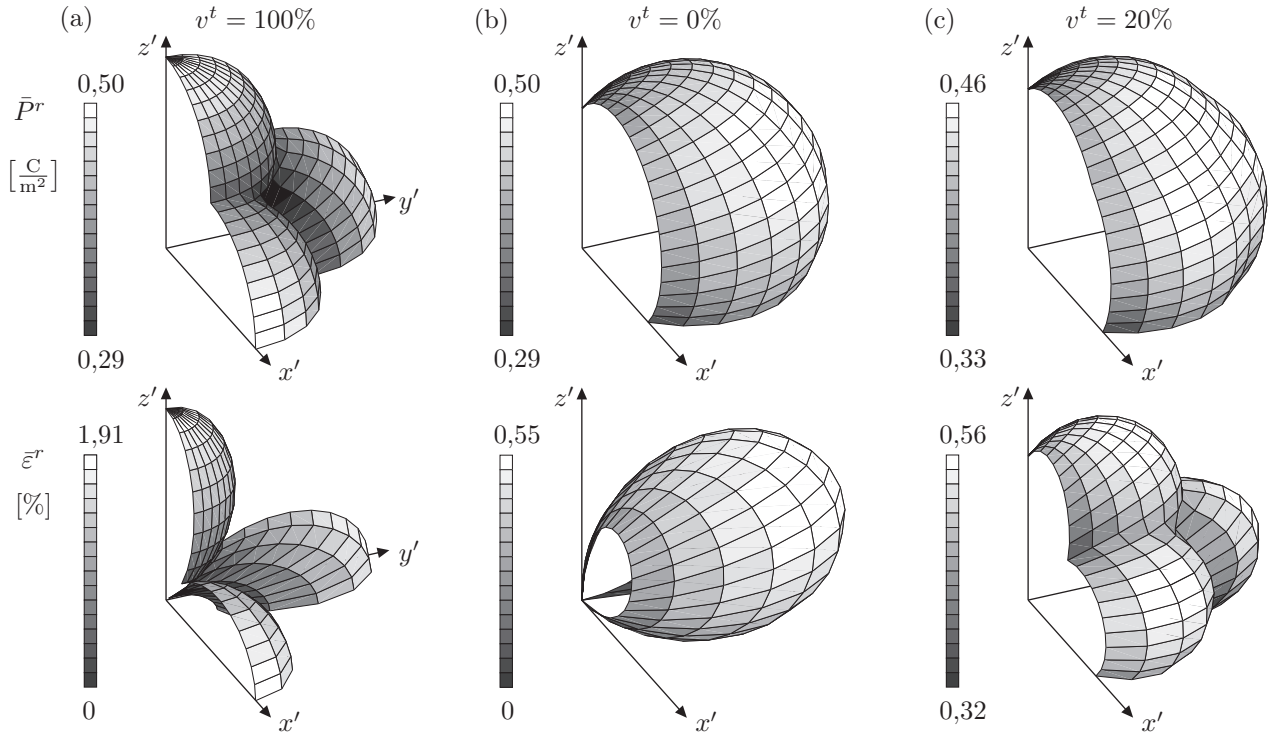 (a) v^t = 100% (b) v^t = 0% (c) v^t = 20%
z′ z′ z′
0,50 0,50 0,46
P̄^r
[C/m²]
y′
0,29 0,29 0,33
x′ x′ x′
z′ z′ z′
1,91 0,55 0,56
ε̄^r
[%]
y′
0 0 0,32
x′ x′ x′